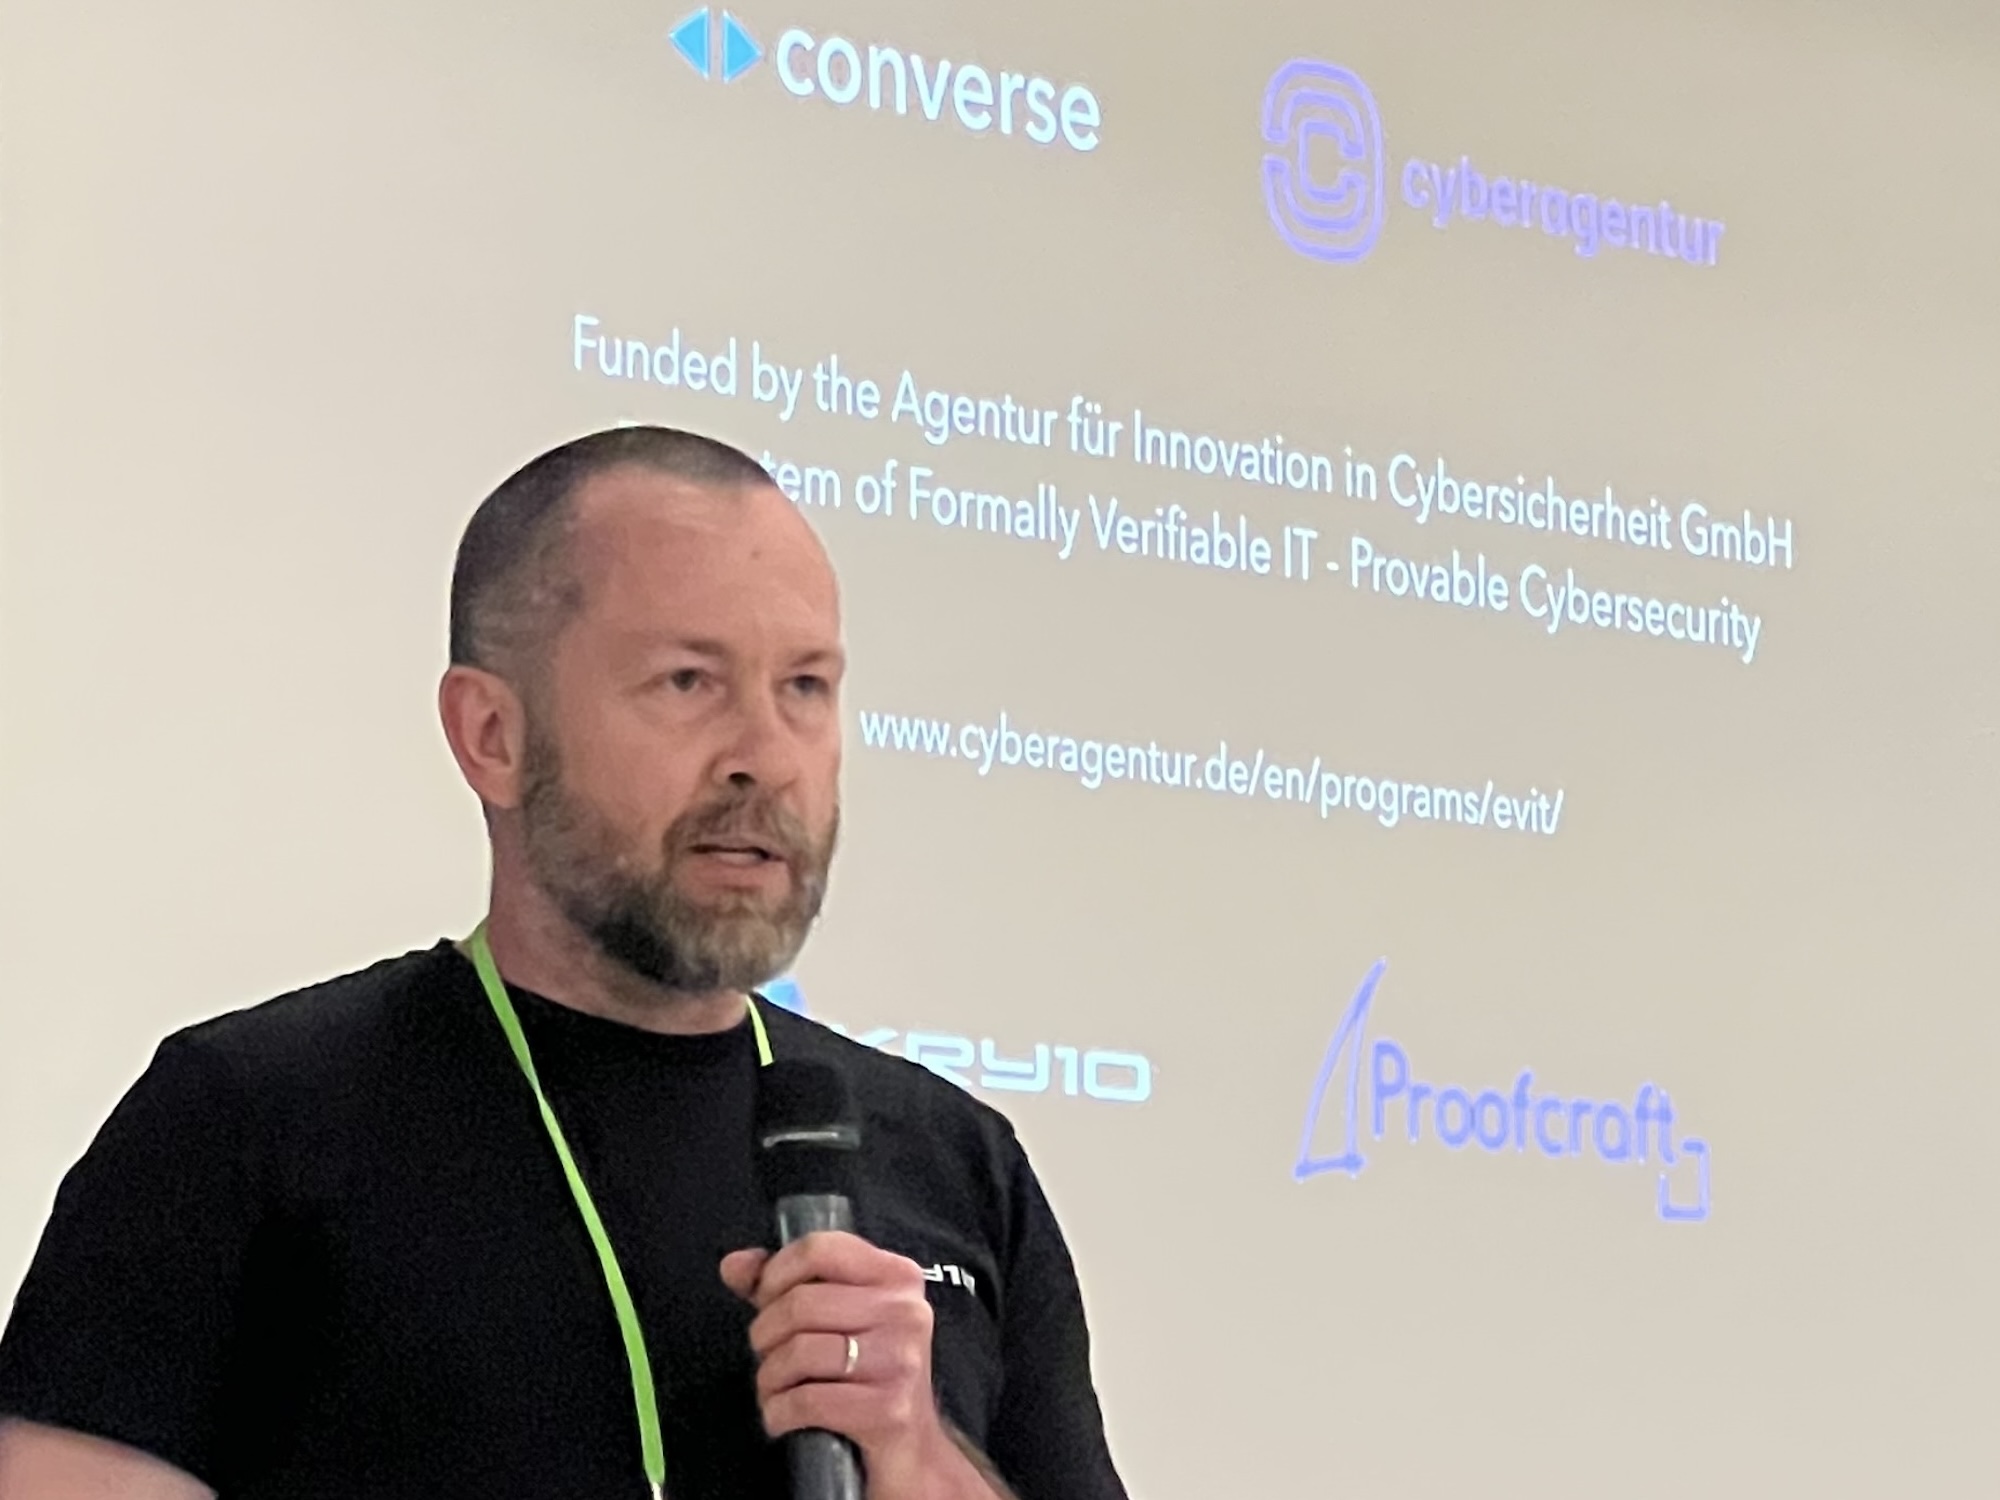 converse
cyberagentur
Funded by the Agentur für Innovation in Cybersicherheit GmbH
of Formally Verifiable IT - Provable Cybersecurity
www.cyberagentur.de/en/programs/evit/
KRY10
Proofcraft